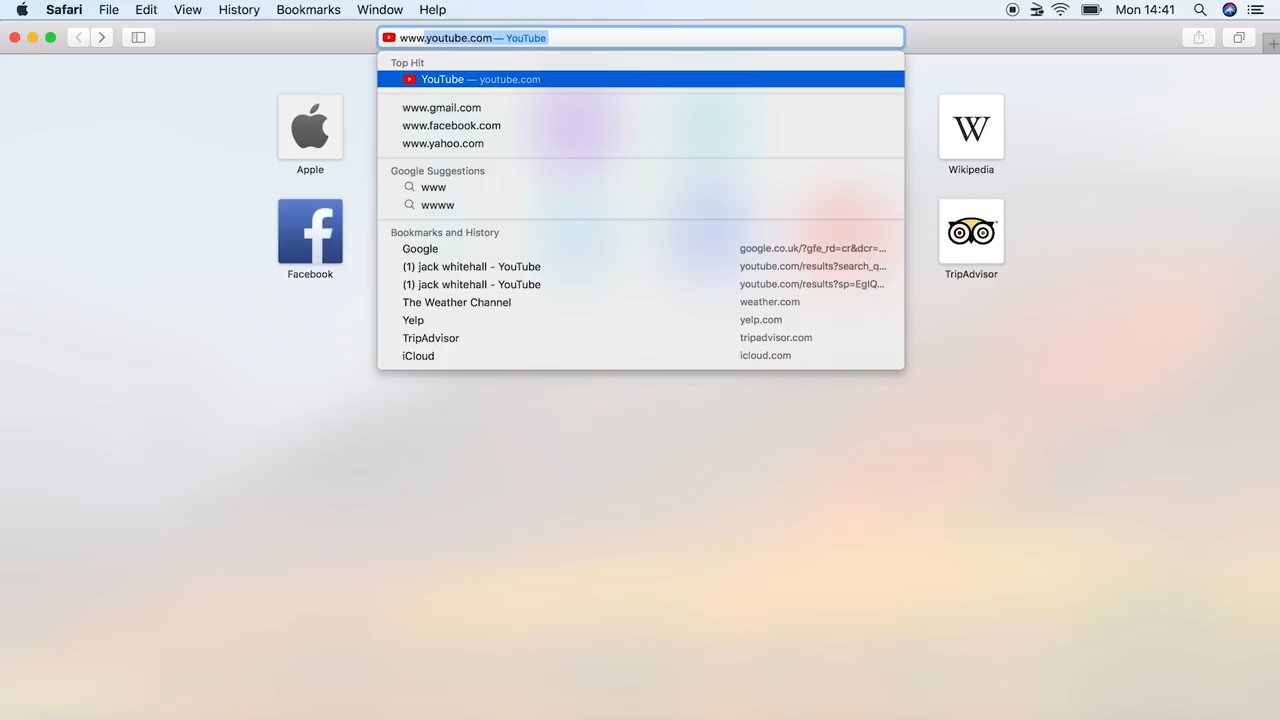 Safari File Edit View History Bookmarks Window Help Mon 14:41
www.youtube.com — YouTube
Top Hit
YouTube — youtube.com
www.gmail.com
www.facebook.com
www.yahoo.com
Google Suggestions
www
wwww
Bookmarks and History
Google google.co.uk/?gfe_rd=cr&dcr=...
(1) jack whitehall - YouTube youtube.com/results?search_q...
(1) jack whitehall - YouTube youtube.com/results?sp=EgIQ...
The Weather Channel weather.com
Yelp yelp.com
TripAdvisor tripadvisor.com
iCloud icloud.com
Apple
Facebook
W
Wikipedia
TripAdvisor